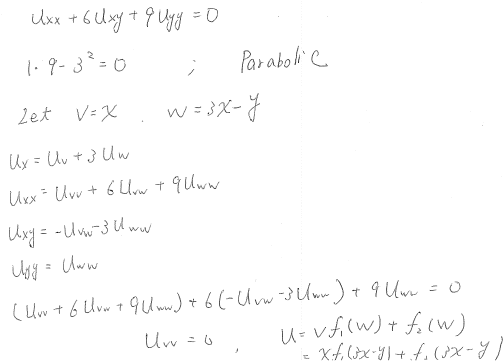 Uxx + 6Uxy + 9Uyy = 0
1·9 - 3² = 0 ; Parabolic
Let V = X . W = 3X - y
Ux = Uv + 3Uw
Uxx = Uvv + 6Uvw + 9Uww
Uxy = -Uvw - 3Uww
Uyy = Uww
(Uvv + 6Uvw + 9Uww) + 6(-Uvw - 3Uww) + 9Uww = 0
Uvv = 0 , U = Vf₁(W) + f₂(W)
= Xf₁(3X-y) + f₂(3X-y)